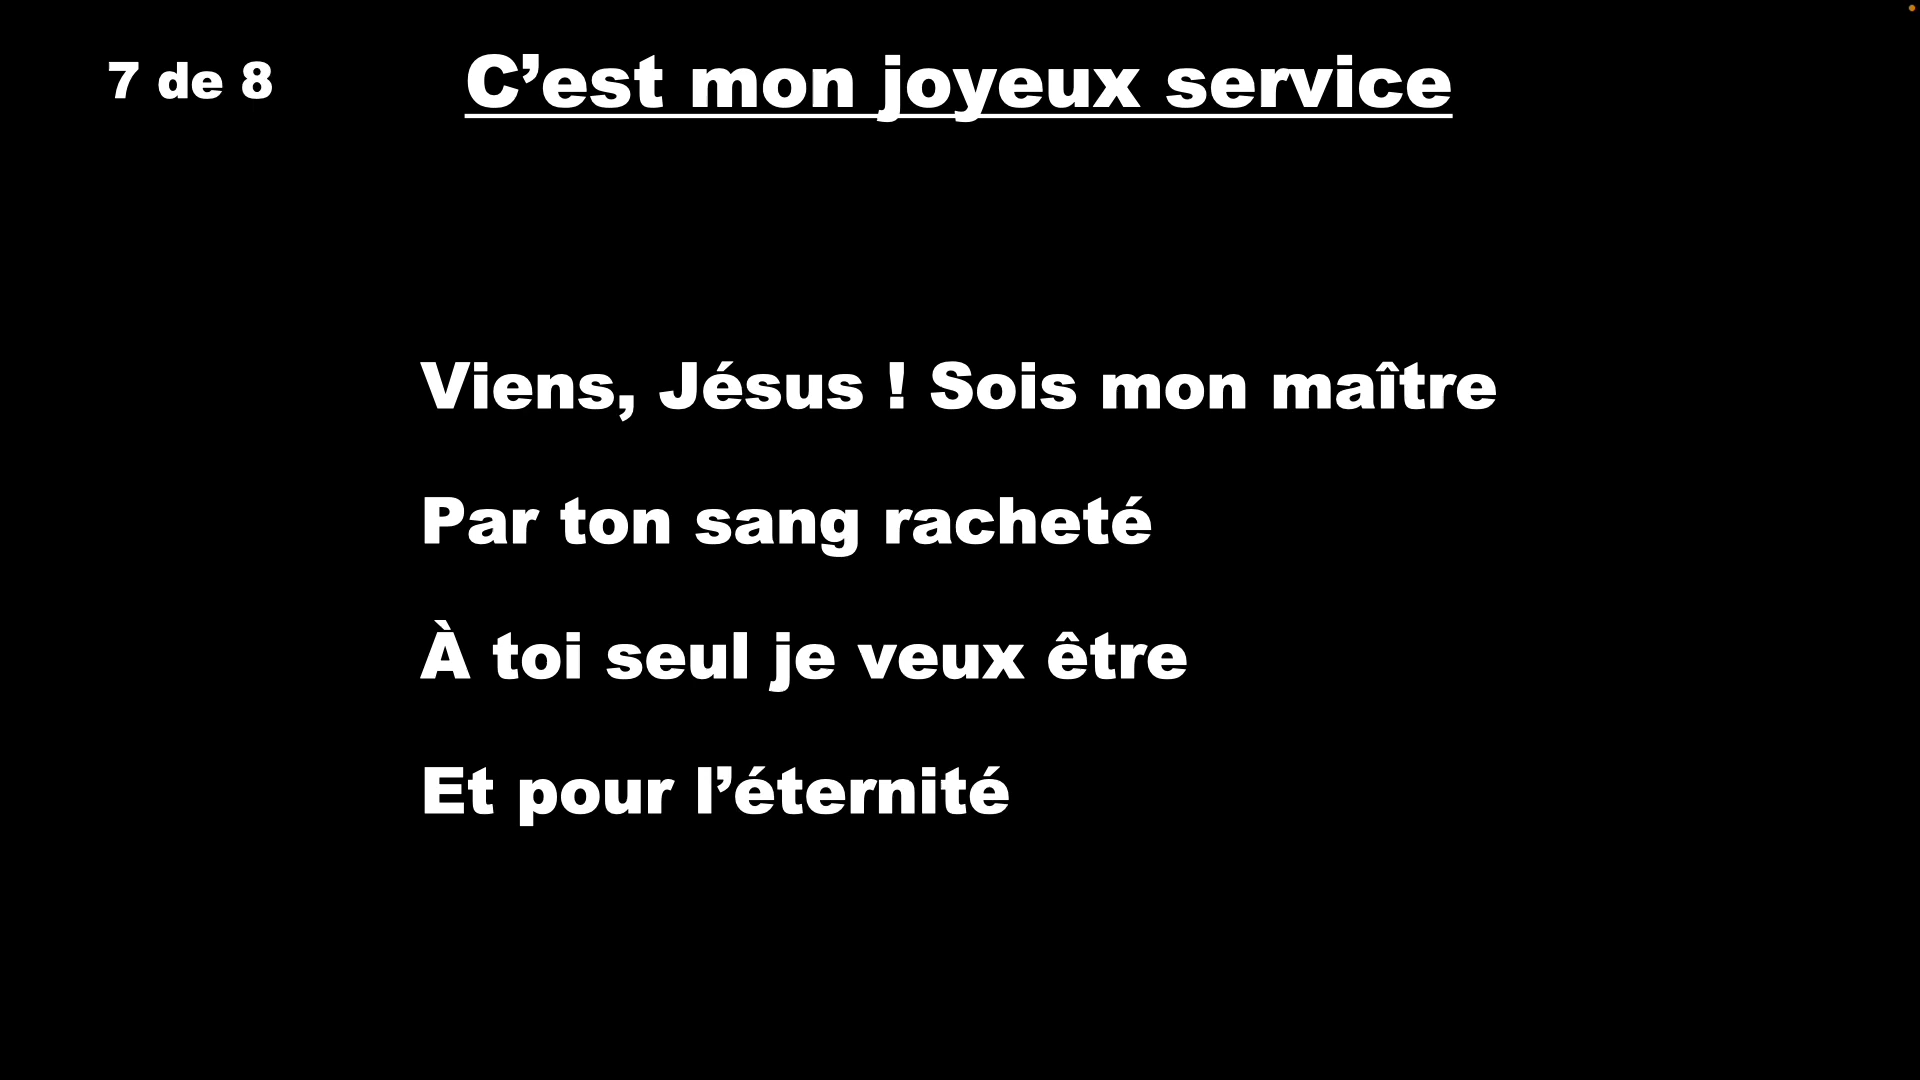 7 de 8
C’est mon joyeux service
Viens, Jésus ! Sois mon maître
Par ton sang racheté
À toi seul je veux être
Et pour l’éternité